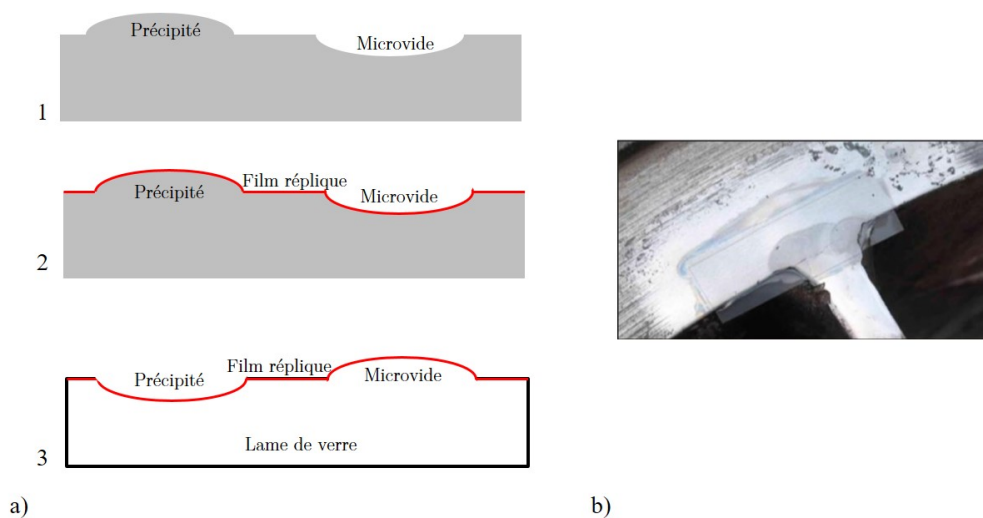 Précipité
Microvide
1
Film réplique
Précipité
Microvide
2
Film réplique
Précipité
Microvide
Lame de verre
3
a)
b)